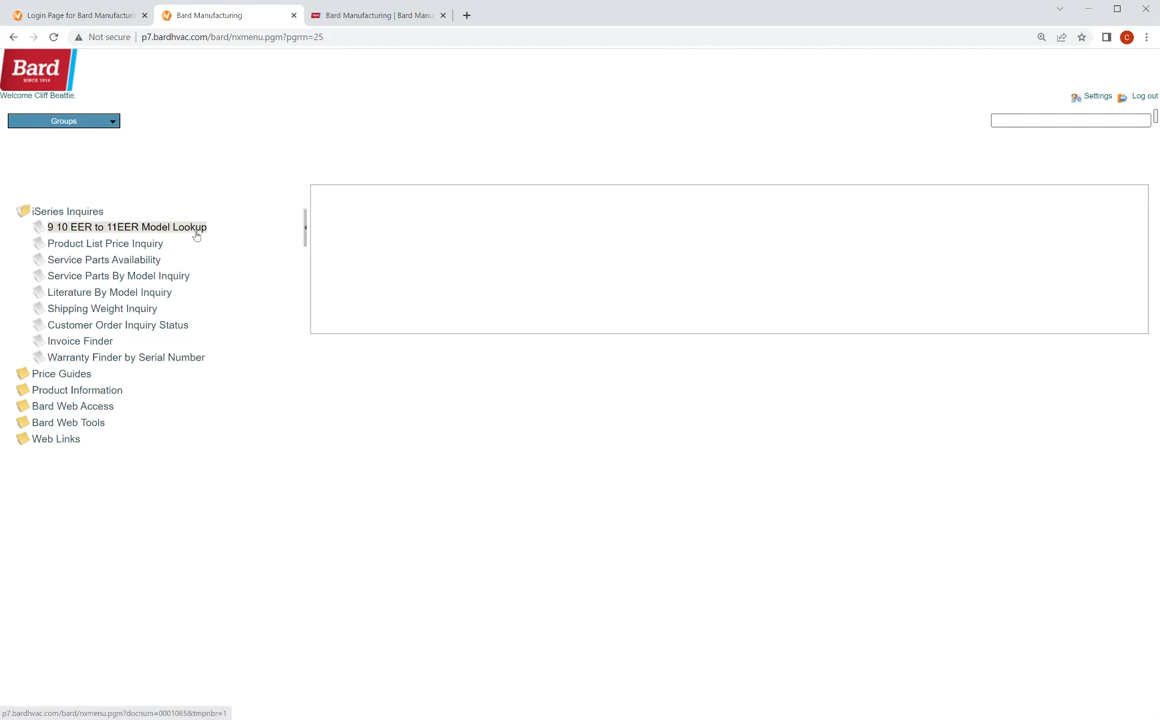 Login Page for Bard Manufacturin
Bard Manufacturing
Bard Manufacturing | Bard Manu
Not secure
p7.bardhvac.com/bard/nxmenu.pgm?pgrrn=25
C
Bard
SINCE 1914
Welcome Cliff Beattie.
Settings
Log out
Groups
iSeries Inquires
9 10 EER to 11EER Model Lookup
Product List Price Inquiry
Service Parts Availability
Service Parts By Model Inquiry
Literature By Model Inquiry
Shipping Weight Inquiry
Customer Order Inquiry Status
Invoice Finder
Warranty Finder by Serial Number
Price Guides
Product Information
Bard Web Access
Bard Web Tools
Web Links
p7.bardhvac.com/bard/nxmenu.pgm?docnum=0001065&tmpnbr=1